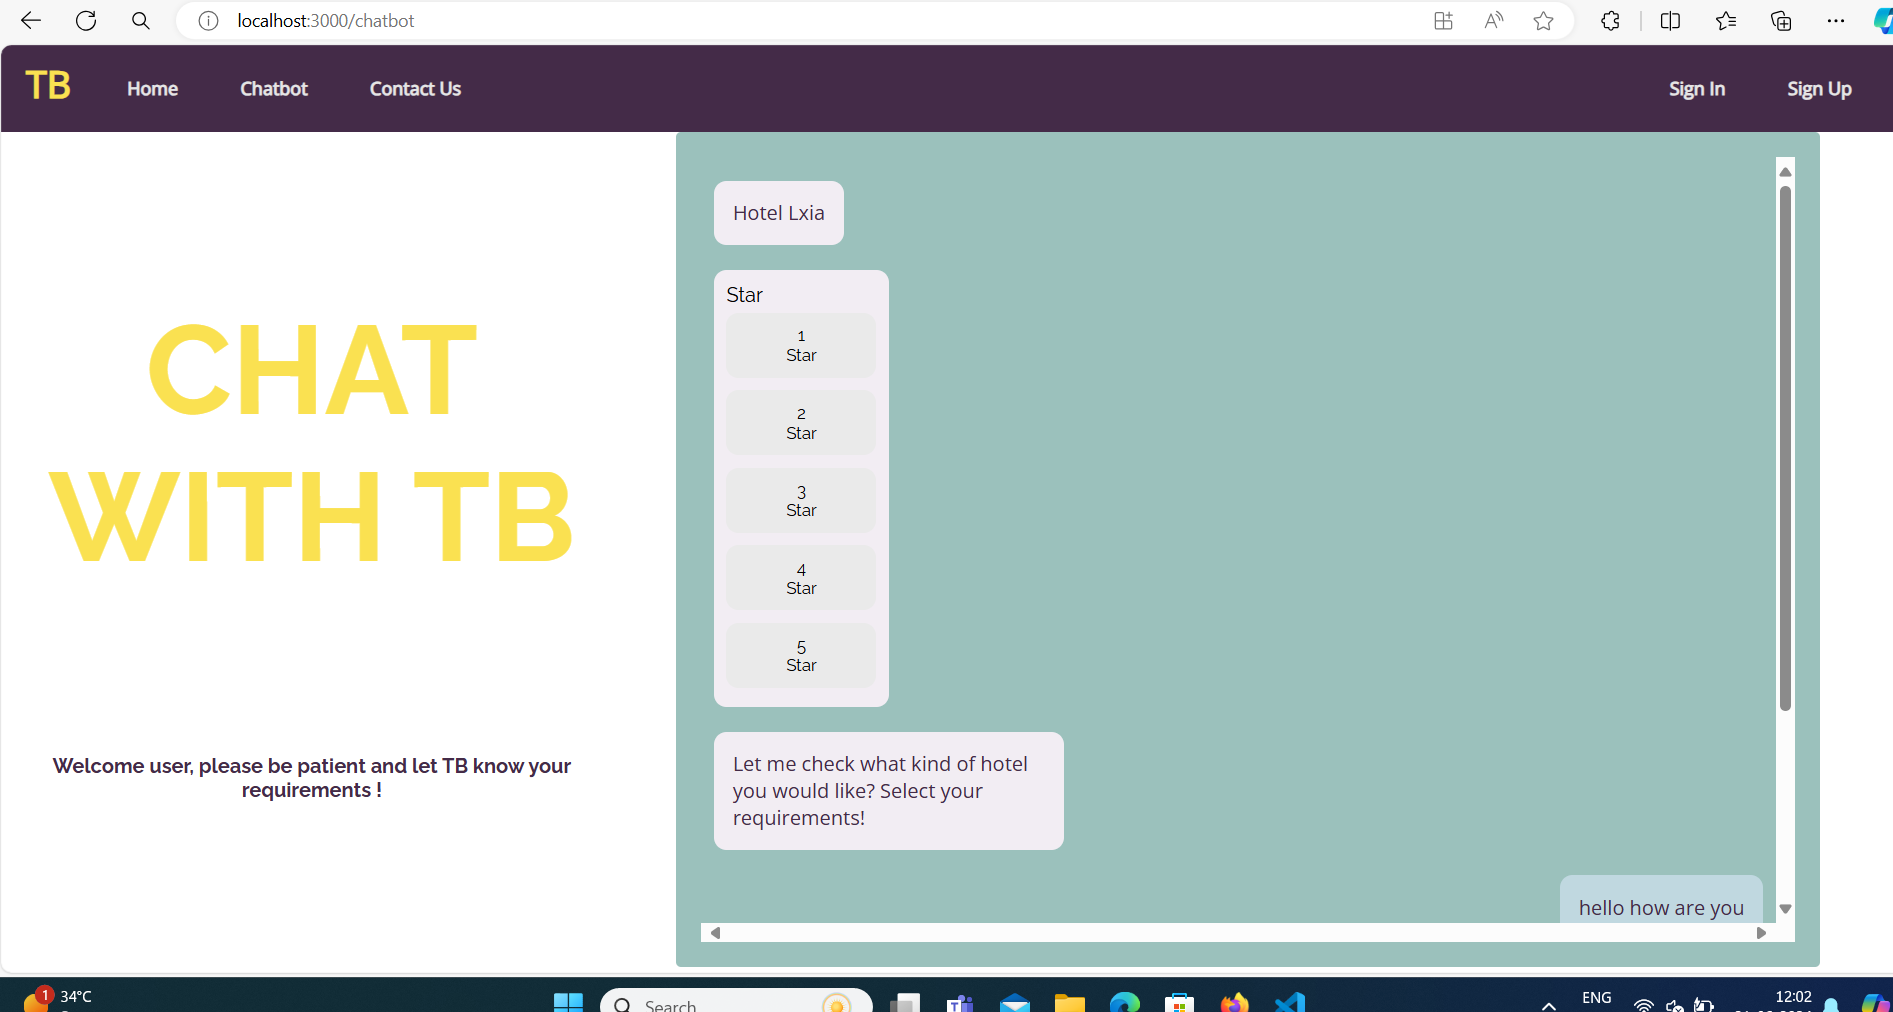 localhost:3000/chatbot
TB
Home
Chatbot
Contact Us
Sign In
Sign Up
CHAT
WITH TB
Welcome user, please be patient and let TB know your
requirements !
Hotel Lxia
Star
1
Star
2
Star
3
Star
4
Star
5
Star
Let me check what kind of hotel
you would like? Select your
requirements!
hello how are you
1
34°C
Search
ENG
12:02